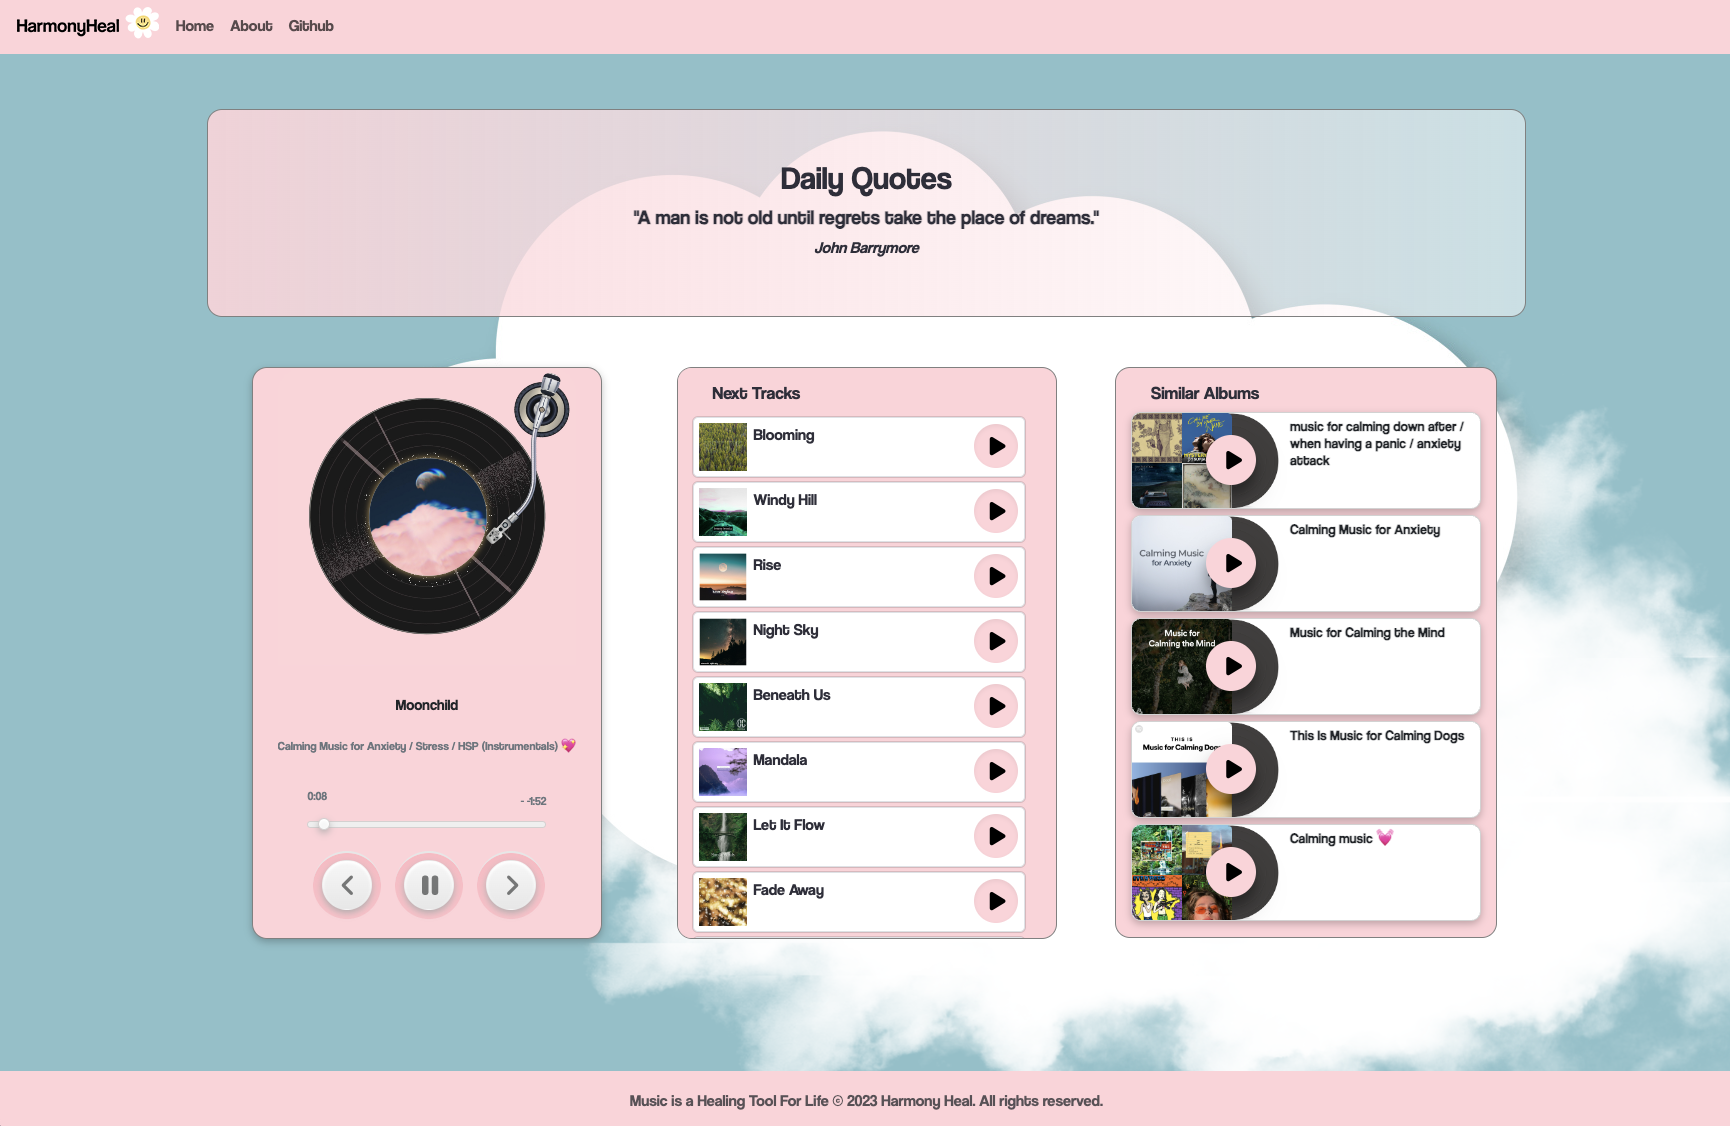 HarmonyHeal Home About Github
Daily Quotes
"A man is not old until regrets take the place of dreams."
John Barrymore
Moonchild
Calming Music for Anxiety / Stress / HSP (Instrumentals) 💖
0:08
- -1:52
Next Tracks
Blooming
Windy Hill
Rise
Night Sky
Beneath Us
Mandala
Let It Flow
Fade Away
Similar Albums
music for calming down after /
when having a panic / anxiety
attack
Calming Music
for Anxiety
Calming Music for Anxiety
Music for
Calming the Mind
Music for Calming the Mind
THIS IS
Music for Calming Dogs
This Is Music for Calming Dogs
Calming music 💓
Music is a Healing Tool For Life © 2023 Harmony Heal. All rights reserved.